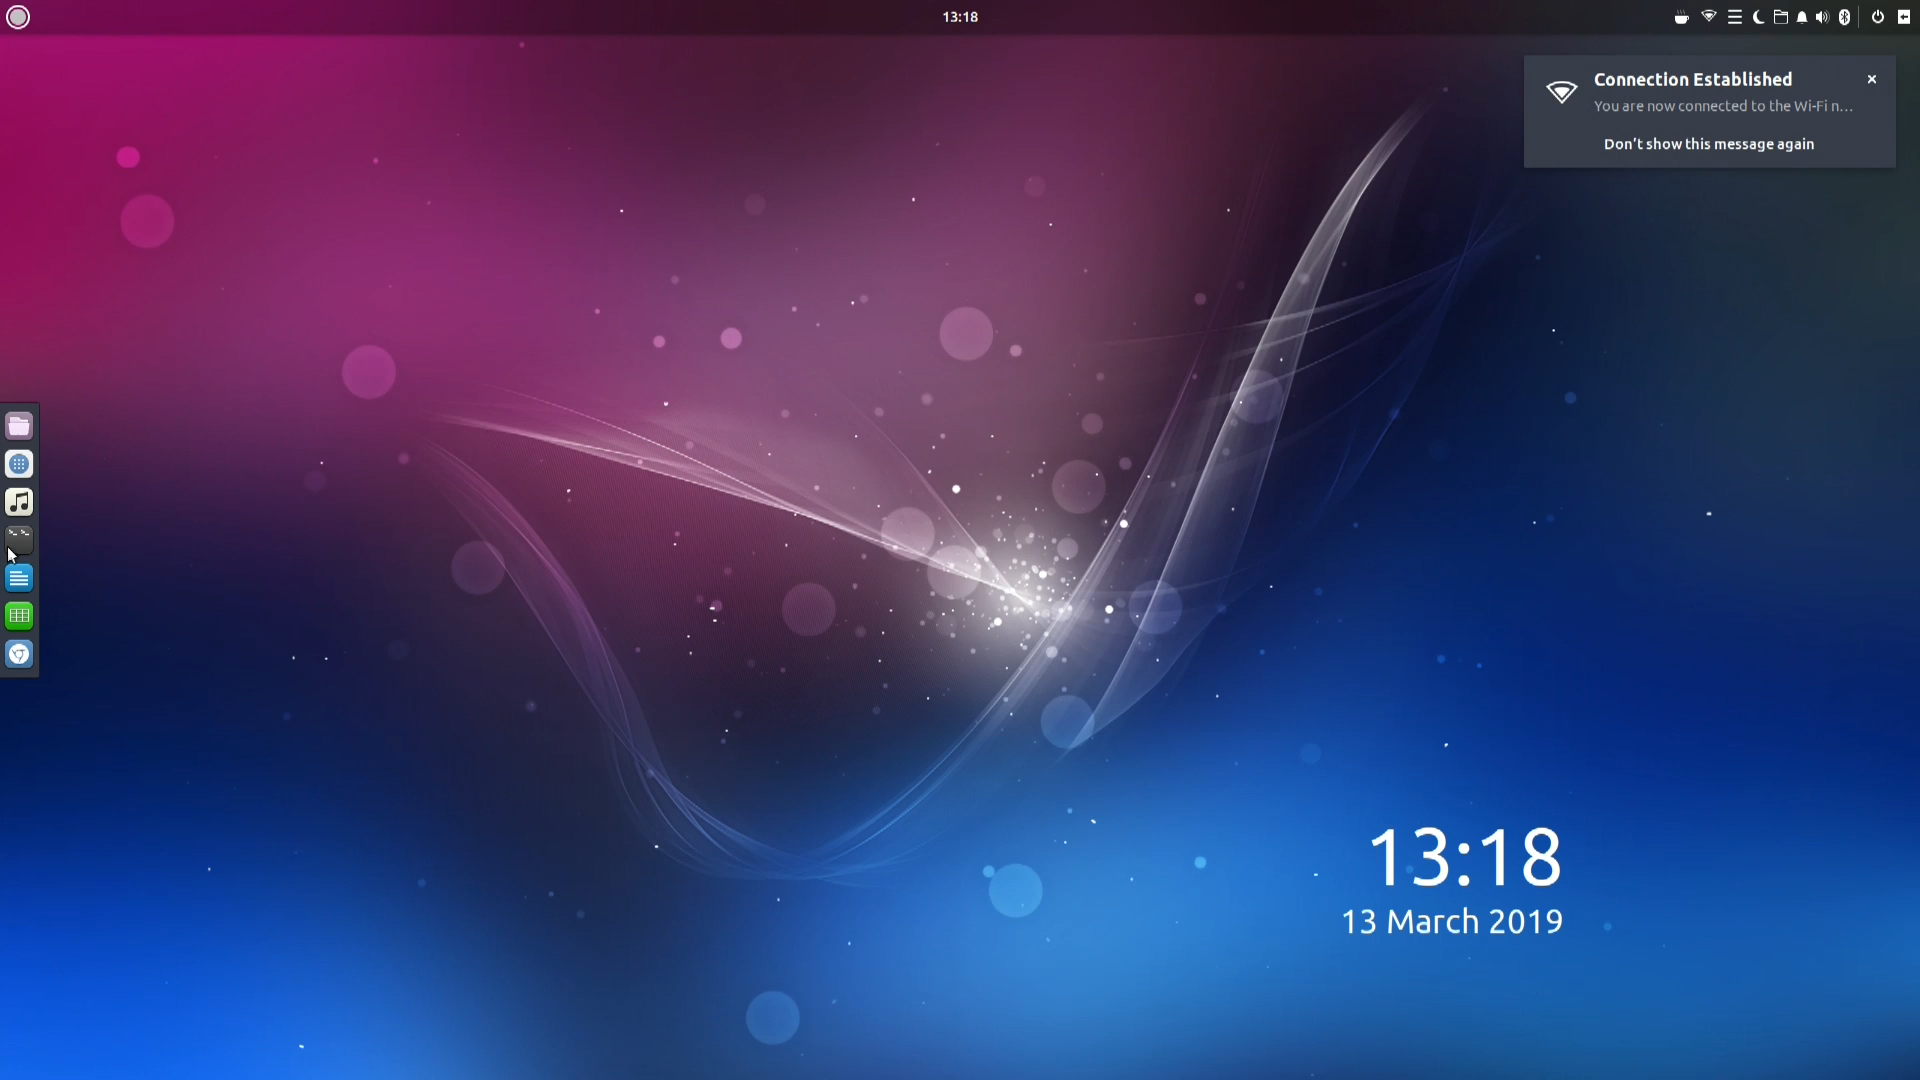 13:18
Connection Established
You are now connected to the Wi-Fi n...
Don't show this message again
13:18
13 March 2019